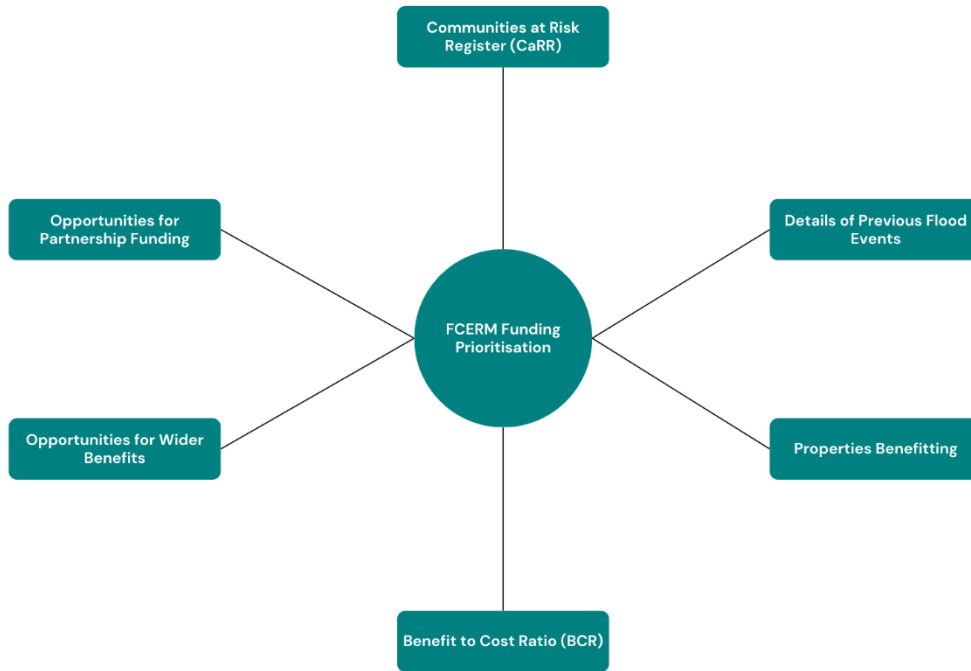 Communities at Risk
Register (CaRR)
Opportunities for
Partnership Funding
Details of Previous Flood
Events
FCERM Funding
Prioritisation
Opportunities for Wider
Benefits
Properties Benefitting
Benefit to Cost Ratio (BCR)